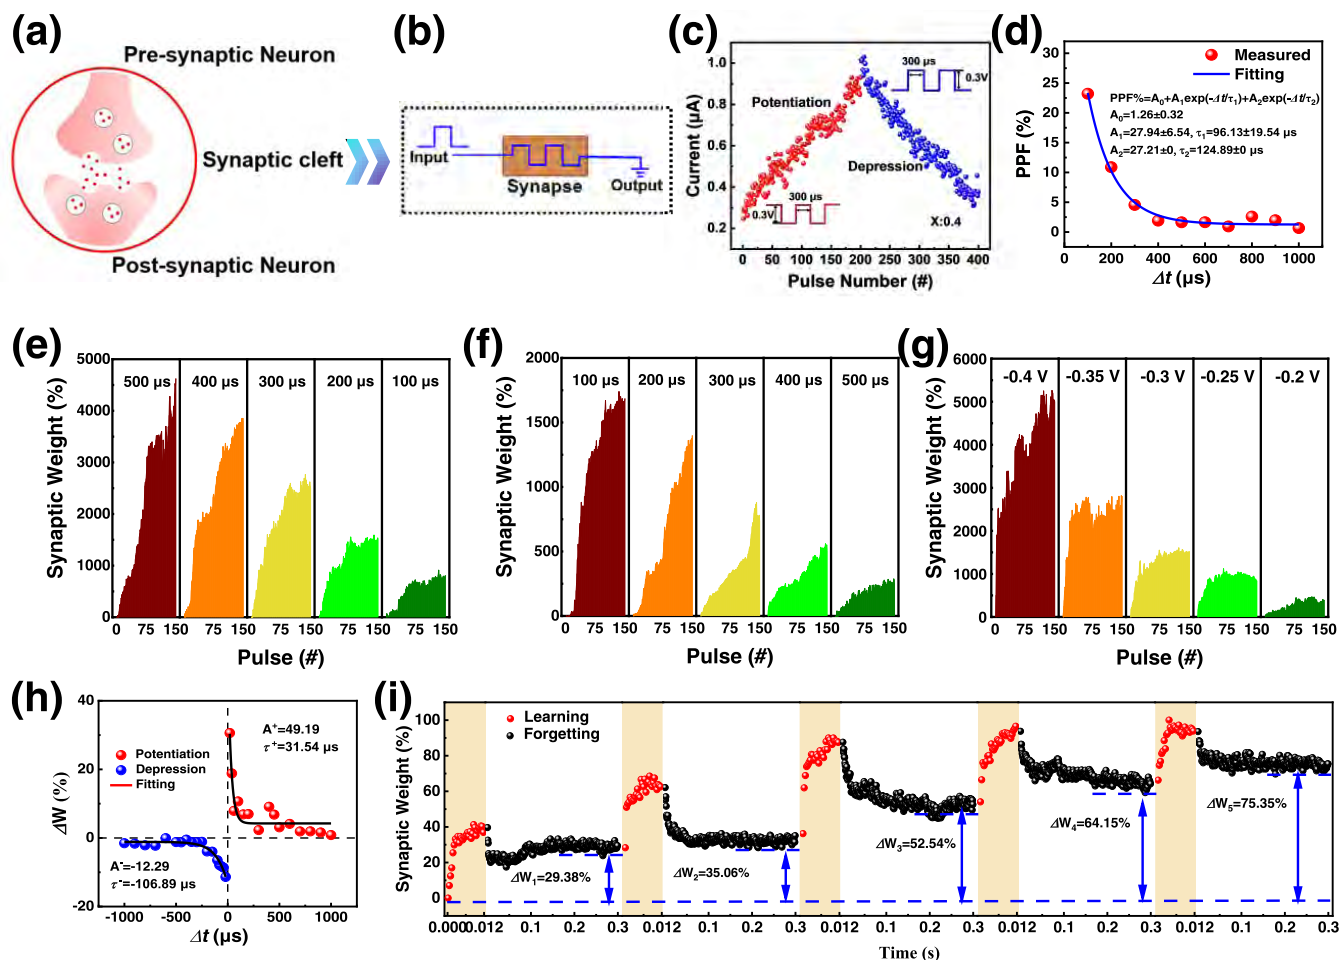 (a)
Pre-synaptic Neuron
Synaptic cleft
Post-synaptic Neuron
(b)
Input
Synapse
Output
(c)
Current (μA)
1.0
0.8
0.6
0.4
0.2
300 μs
0.3V
Potentiation
Depression
300 μs
0.3V
X:0.4
0 50 100 150 200 250 300 350 400
Pulse Number (#)
(d)
PPF (%)
30
25
20
15
10
5
0
Measured
Fitting
PPF%=A0+A1exp(-Δt/τ1)+A2exp(-Δt/τ2)
A0=1.26±0.32
A1=27.94±6.54, τ1=96.13±19.54 μs
A2=27.21±0, τ2=124.89±0 μs
0 200 400 600 800 1000
Δt (μs)
(e)
Synaptic Weight (%)
5000
4000
3000
2000
1000
0
500 μs 400 μs 300 μs 200 μs 100 μs
0 75 150 75 150 75 150 75 150 75 150
Pulse (#)
(f)
Synaptic Weight (%)
2000
1500
1000
500
0
100 μs 200 μs 300 μs 400 μs 500 μs
0 75 150 75 150 75 150 75 150 75 150
Pulse (#)
(g)
Synaptic Weight (%)
6000
5000
4000
3000
2000
1000
0
-0.4 V -0.35 V -0.3 V -0.25 V -0.2 V
0 75 150 75 150 75 150 75 150 75 150
Pulse (#)
(h)
ΔW (%)
40
20
0
-20
A+=49.19
τ+=31.54 μs
Potentiation
Depression
Fitting
A-=-12.29
τ-=-106.89 μs
-1000 -500 0 500 1000
Δt (μs)
(i)
Synaptic Weight (%)
100
80
60
40
20
0
Learning
Forgetting
ΔW1=29.38%
ΔW2=35.06%
ΔW3=52.54%
ΔW4=64.15%
ΔW5=75.35%
0.000 0.012 0.1 0.2 0.3 0.012 0.1 0.2 0.3 0.012 0.1 0.2 0.3 0.012 0.1 0.2 0.3 0.012 0.1 0.2 0.3
Time (s)